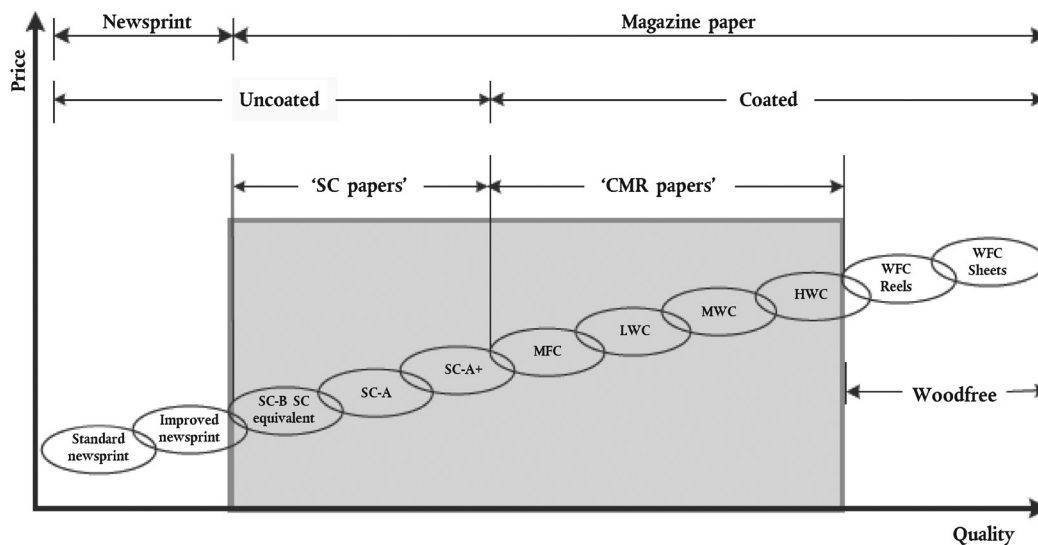 Newsprint
Magazine paper
Price
Uncoated
Coated
'SC papers'
'CMR papers'
WFC
Sheets
WFC
Reels
HWC
MWC
LWC
MFC
SC-A+
SC-A
SC-B SC
equivalent
Improved
newsprint
Standard
newsprint
Woodfree
Quality